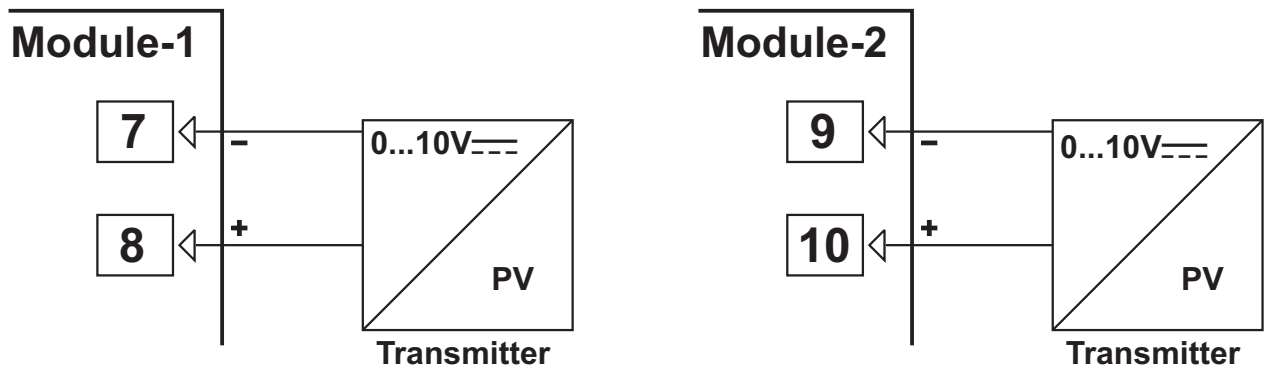 Module-1
7
0...10V
-
8
+
PV
Transmitter
Module-2
9
0...10V
-
10
+
PV
Transmitter